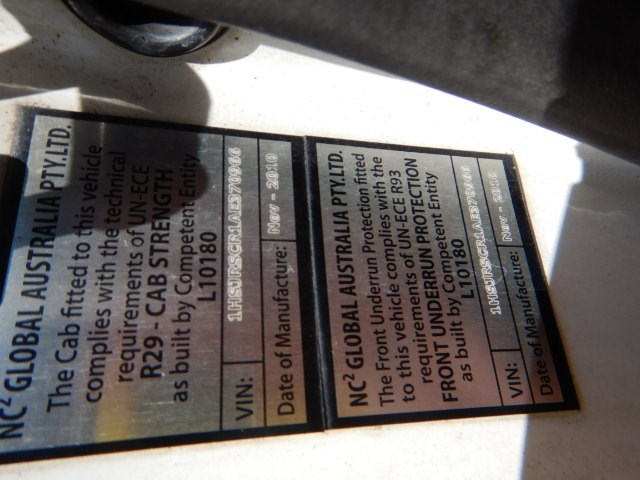 NC² GLOBAL AUSTRALIA PTY.LTD.
The Cab fitted to this vehicle
complies with the technical
requirements of UN-ECE
R29 - CAB STRENGTH
as built by Competent Entity
L10180
VIN:
Date of Manufacture: Nov - 2010
NC² GLOBAL AUSTRALIA PTY.LTD.
The Front Underrun Protection fitted
to this vehicle complies with the
requirements of UN-ECE R93
FRONT UNDERRUN PROTECTION
as built by Competent Entity
L10180
VIN:
Date of Manufacture: Nov - 2010